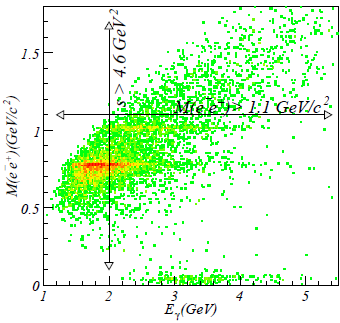 1.5
1
0.5
0
M(e⁻e⁺)(GeV/c²)
s > 4.6 GeV²
M(e⁻e⁺) > 1.1 GeV/c²
1 2 3 4 5
Eγ(GeV)